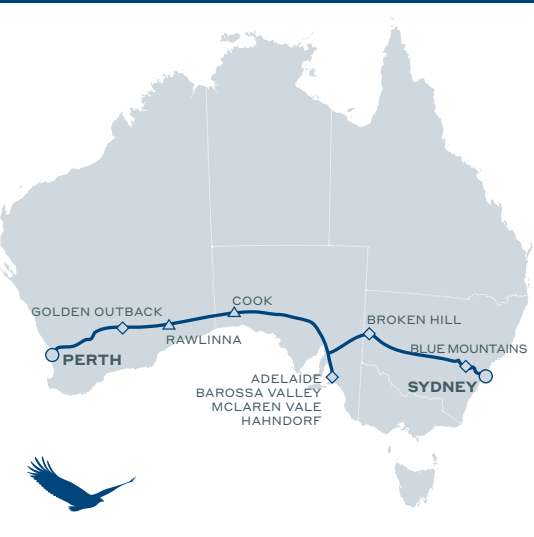 COOK
GOLDEN OUTBACK
BROKEN HILL
RAWLINNA
BLUE MOUNTAINS
PERTH
ADELAIDE
BAROSSA VALLEY
MCLAREN VALE
HAHNDORF
SYDNEY